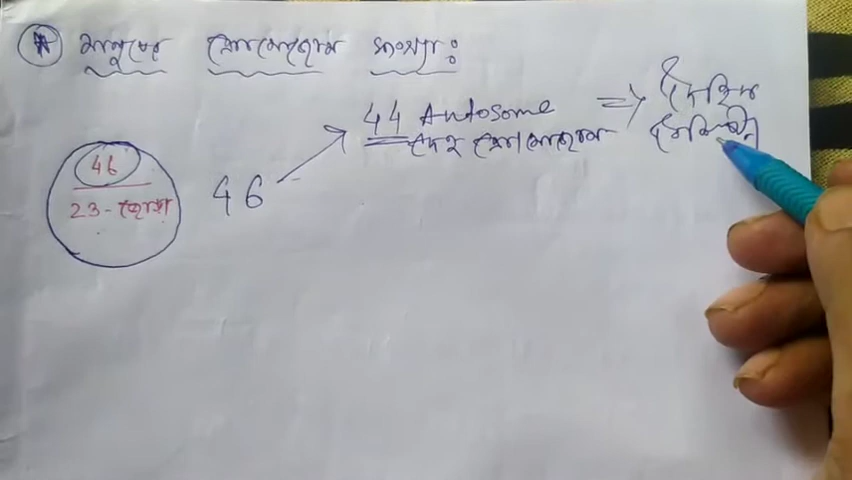 * মানুষের ক্রোমোজোম সংখ্যা :
46
23 - জোড়া
46
44 Autosome
দেহ ক্রোমোজোম
⇒ দৈহিক